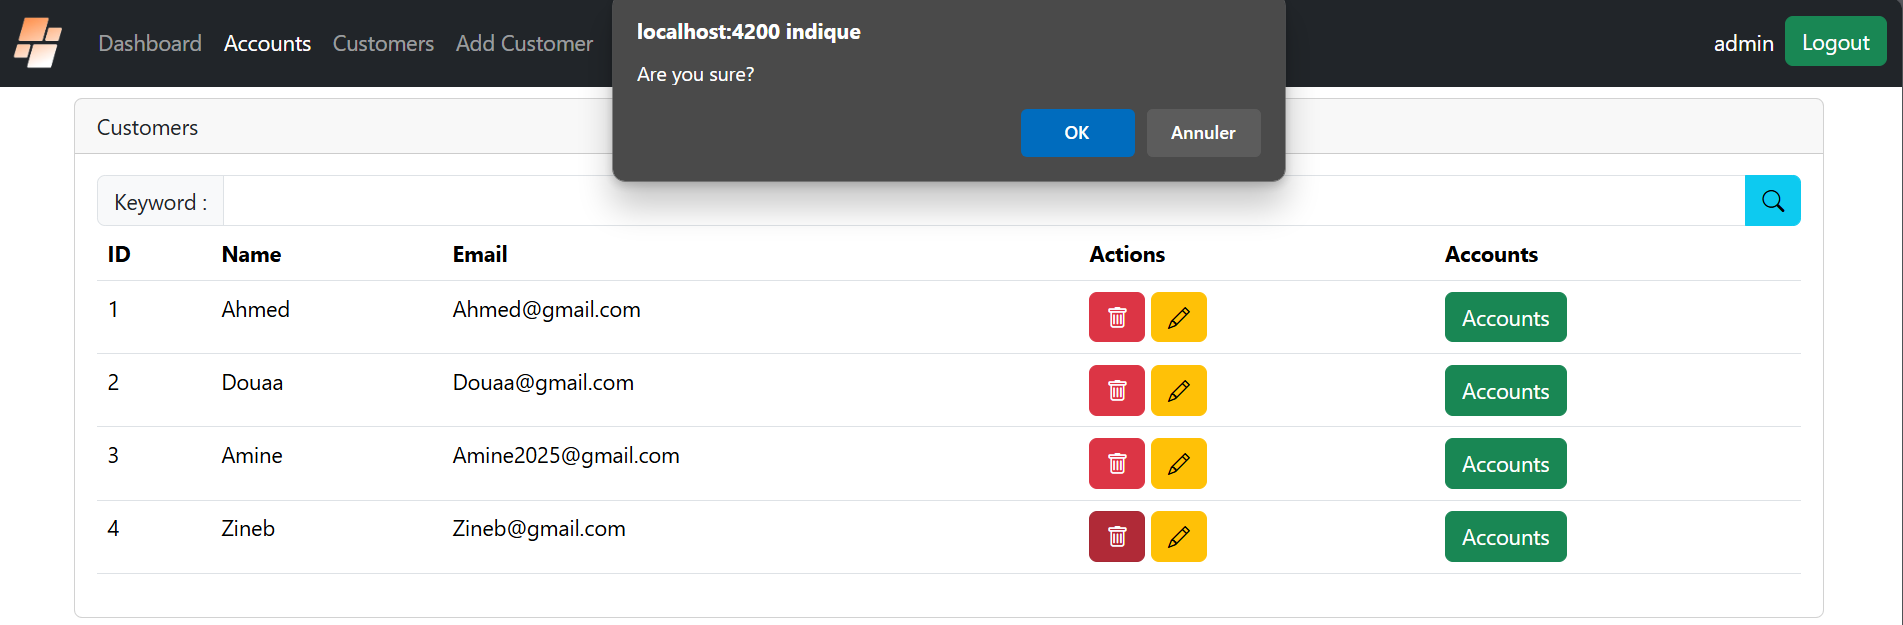 Dashboard Accounts Customers Add Customer admin Logout
localhost:4200 indique
Are you sure?
OK Annuler
Customers
Keyword :
ID Name Email Actions Accounts
1 Ahmed Ahmed@gmail.com Accounts
2 Douaa Douaa@gmail.com Accounts
3 Amine Amine2025@gmail.com Accounts
4 Zineb Zineb@gmail.com Accounts